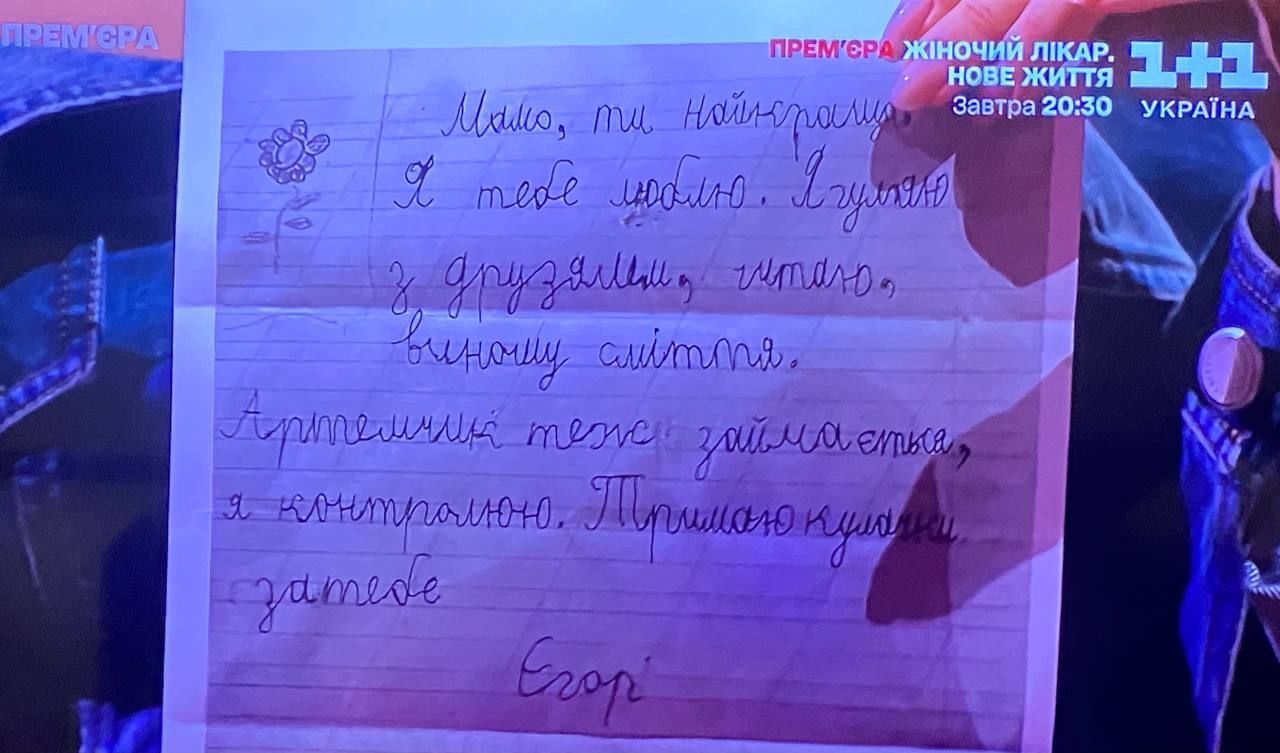 ПРЕМ'ЄРА
ПРЕМ'ЄРА ЖІНОЧИЙ ЛІКАР.
НОВЕ ЖИТТЯ
Завтра 20:30
1+1
УКРАЇНА
Мамо, ти найкраща.
Я тебе люблю. Я гуляю
з друзями, читаю,
виношу сміття.
Артемчик теж займається,
я контролюю. Тримаю кулачки
за тебе
Єгорі